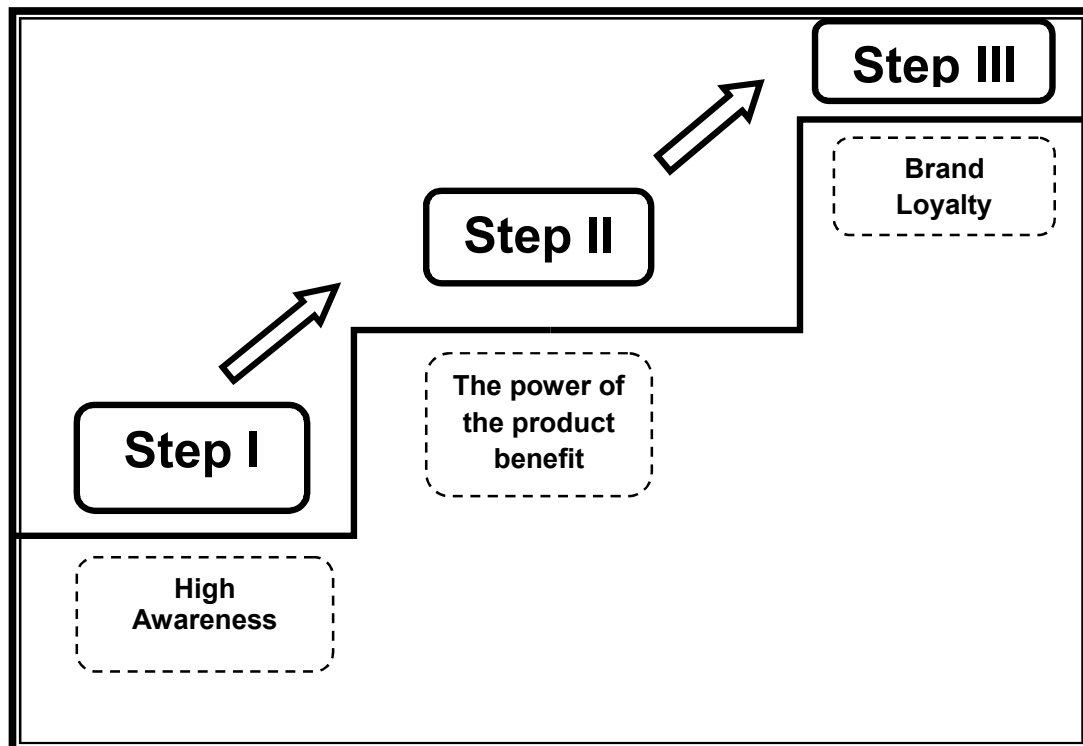 Step III
Brand
Loyalty
Step II
The power of
the product
benefit
Step I
High
Awareness